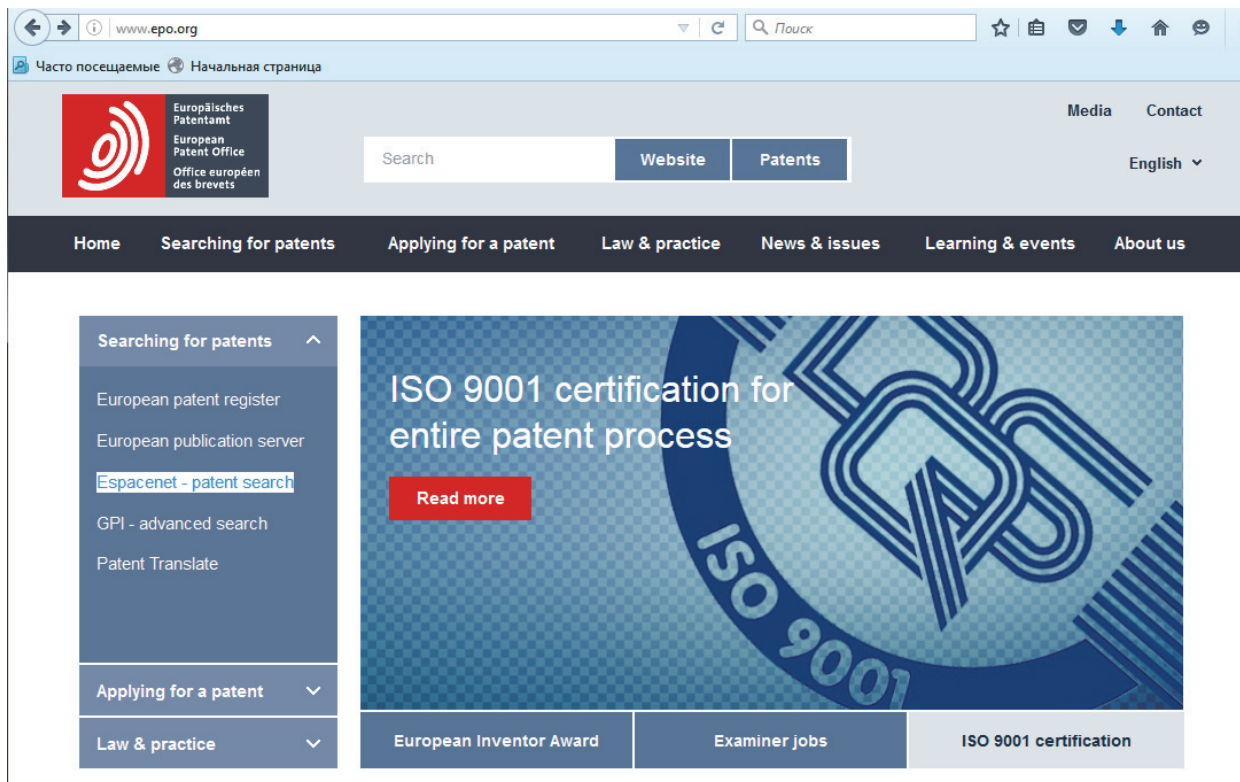 www.epo.org
Поиск
Часто посещаемые Начальная страница
Europäisches
Patentamt
European
Patent Office
Office européen
des brevets
Search
Website
Patents
Media
Contact
English
Home
Searching for patents
Applying for a patent
Law & practice
News & issues
Learning & events
About us
Searching for patents
European patent register
European publication server
Espacenet - patent search
GPI - advanced search
Patent Translate
Applying for a patent
Law & practice
ISO 9001 certification for
entire patent process
Read more
ISO 9001
European Inventor Award
Examiner jobs
ISO 9001 certification